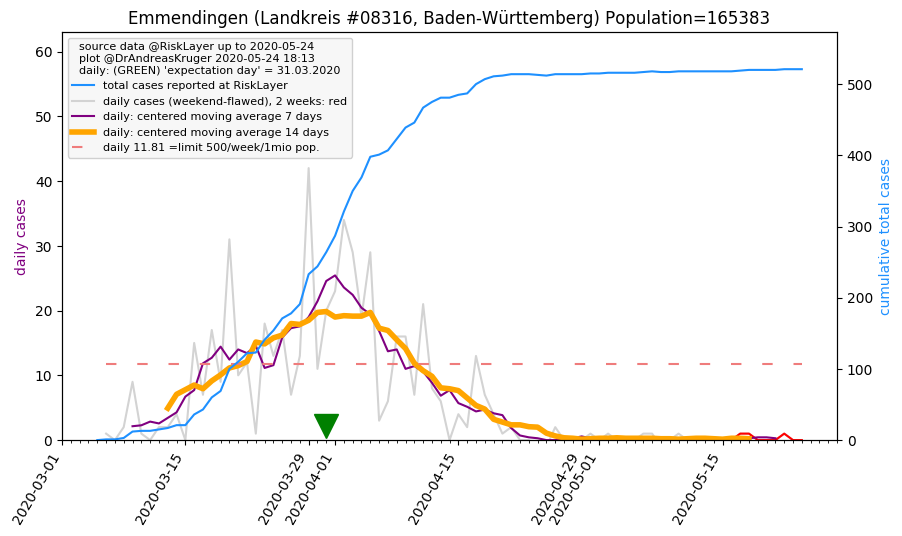 Emmendingen (Landkreis #08316, Baden-Württemberg) Population=165383
source data @RiskLayer up to 2020-05-24
plot @DrAndreasKruger 2020-05-24 18:13
daily: (GREEN) 'expectation day' = 31.03.2020
total cases reported at RiskLayer
daily cases (weekend-flawed), 2 weeks: red
daily: centered moving average 7 days
daily: centered moving average 14 days
daily 11.81 =limit 500/week/1mio pop.
daily cases
60
50
40
30
20
10
0
cumulative total cases
500
400
300
200
100
0
2020-03-01
2020-03-15
2020-03-29
2020-04-01
2020-04-15
2020-04-29
2020-05-01
2020-05-15